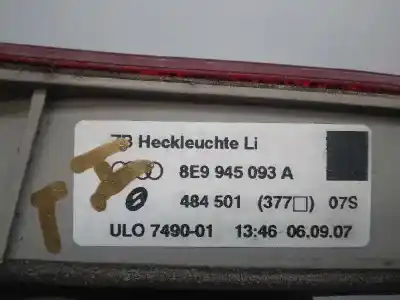 ZB Heckleuchte Li
8E9 945 093 A
484 501 (377□) 07S
ULO 7490-01 13:46 06.09.07